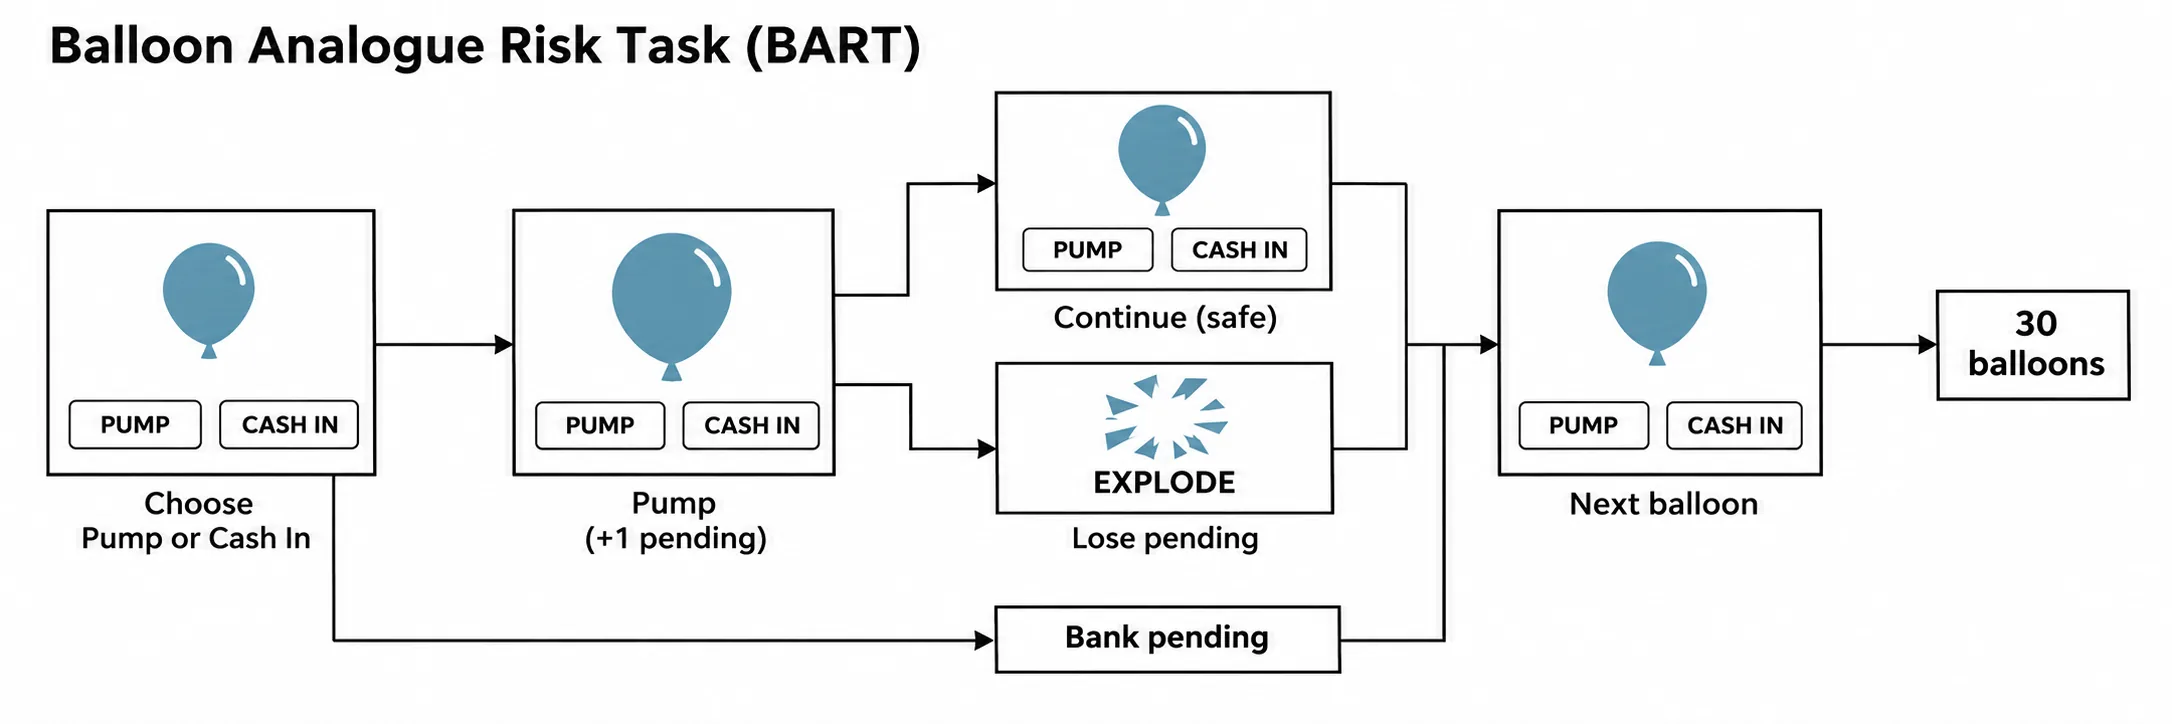 Balloon Analogue Risk Task (BART)
PUMP
CASH IN
Choose
Pump or Cash In
PUMP
CASH IN
Pump
(+1 pending)
PUMP
CASH IN
Continue (safe)
EXPLODE
Lose pending
Bank pending
PUMP
CASH IN
Next balloon
30
balloons